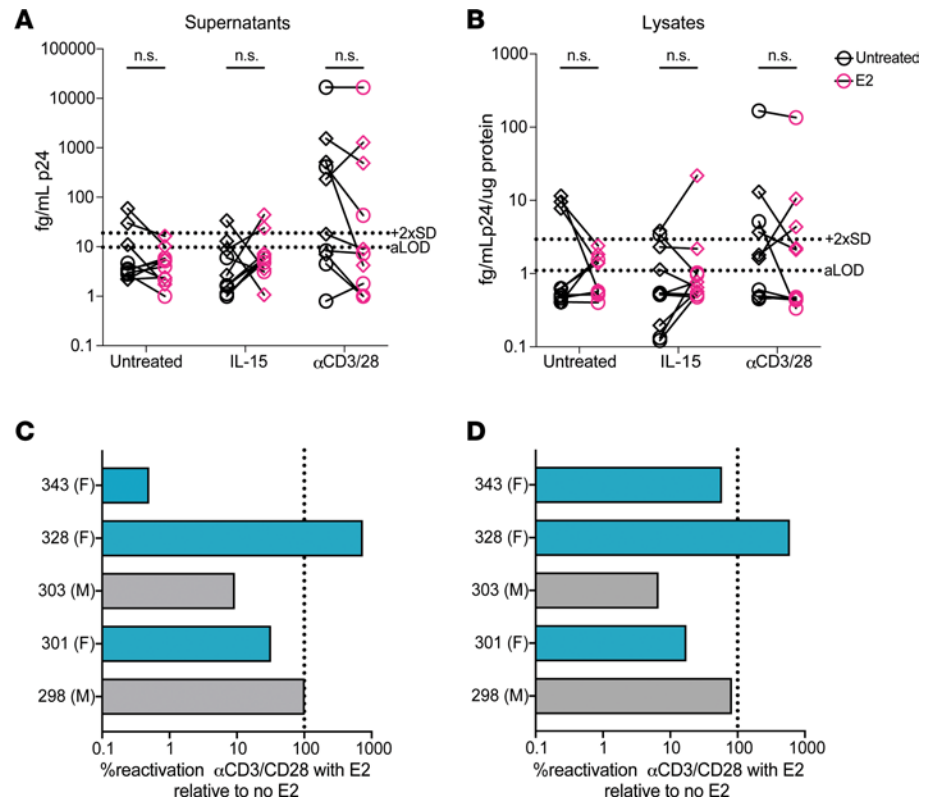 A
Supernatants
n.s.
n.s.
n.s.
100000
10000
1000
100
10
1
0.1
fg/mL p24
+2xSD
aLOD
Untreated
IL-15
αCD3/28
B
Lysates
n.s.
n.s.
n.s.
Untreated
E2
1000
100
10
1
0.1
fg/mLp24/ug protein
+2xSD
aLOD
Untreated
IL-15
αCD3/28
C
343 (F)
328 (F)
303 (M)
301 (F)
298 (M)
0.1
1
10
100
1000
%reactivation αCD3/CD28 with E2
relative to no E2
D
343 (F)
328 (F)
303 (M)
301 (F)
298 (M)
0.1
1
10
100
1000
%reactivation αCD3/CD28 with E2
relative to no E2